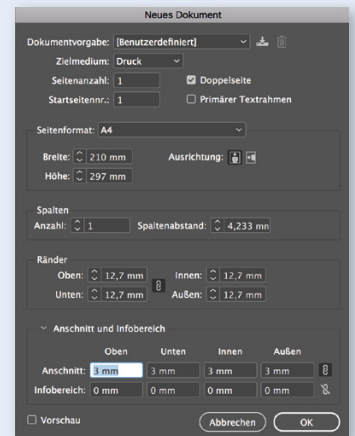 Neues Dokument
Dokumentvorgabe: [Benutzerdefiniert]
Zielmedium: Druck
Seitenanzahl: 1 Doppelseite
Startseitennr.: 1 Primärer Textrahmen
Seitenformat: A4
Breite: 210 mm Ausrichtung:
Höhe: 297 mm
Spalten
Anzahl: 1 Spaltenabstand: 4,233 mn
Ränder
Oben: 12,7 mm Innen: 12,7 mm
Unten: 12,7 mm Außen: 12,7 mm
Anschnitt und Infobereich
Oben Unten Innen Außen
Anschnitt: 3 mm 3 mm 3 mm 3 mm
Infobereich: 0 mm 0 mm 0 mm 0 mm
Vorschau Abbrechen OK